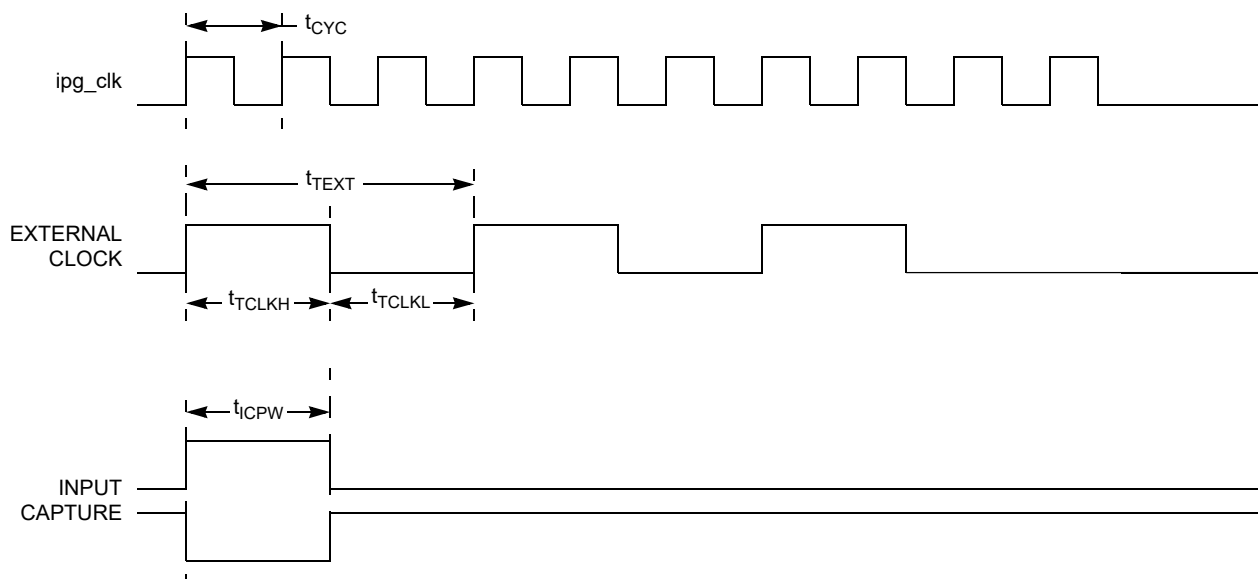 tCYC
ipg_clk
tTEXT
EXTERNAL
CLOCK
tTCLKH
tTCLKL
tICPW
INPUT
CAPTURE